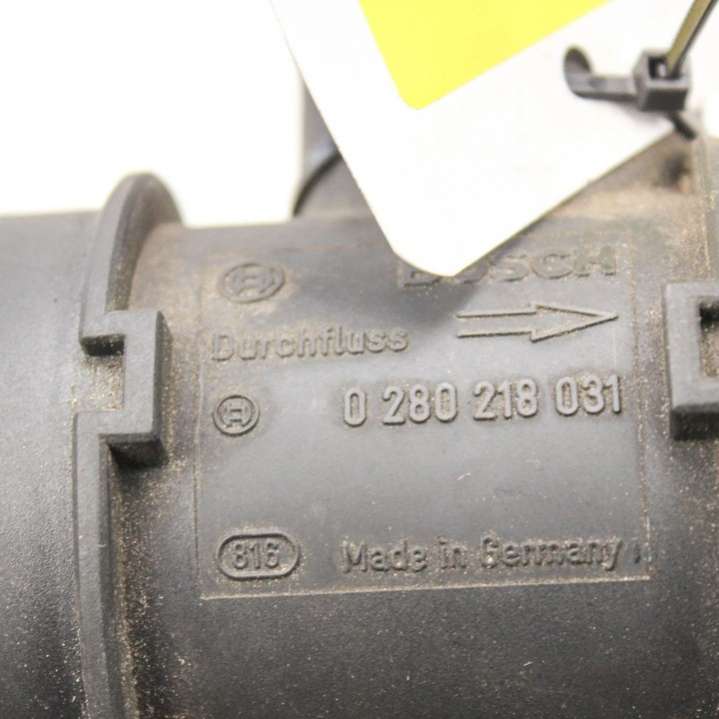 BOSCH
Durchfluss
0 280 218 031
816 Made in Germany